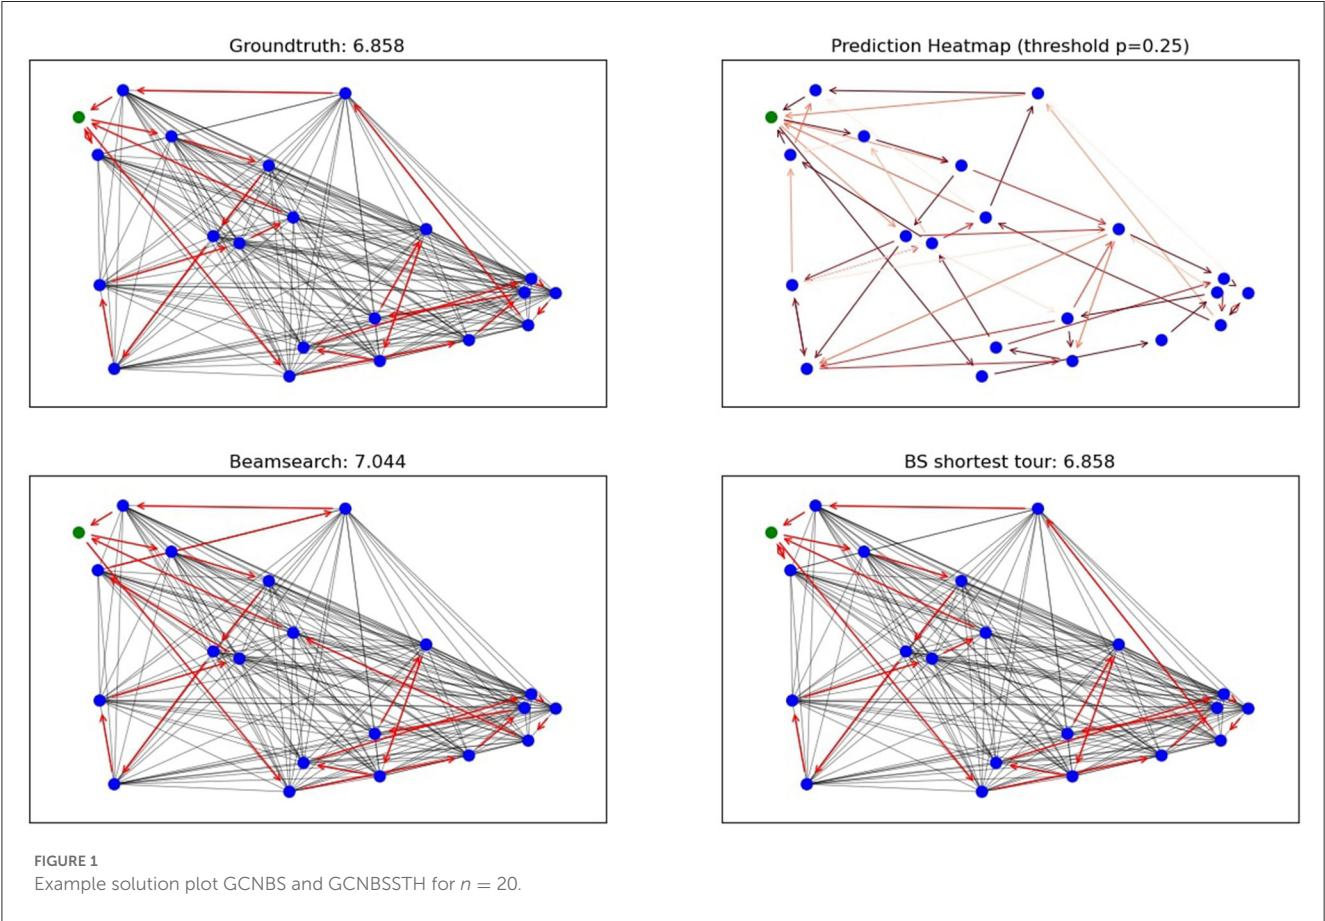 Groundtruth: 6.858
Prediction Heatmap (threshold p=0.25)
Beamsearch: 7.044
BS shortest tour: 6.858
FIGURE 1
Example solution plot GCNBS and GCNBSSTH for n = 20.